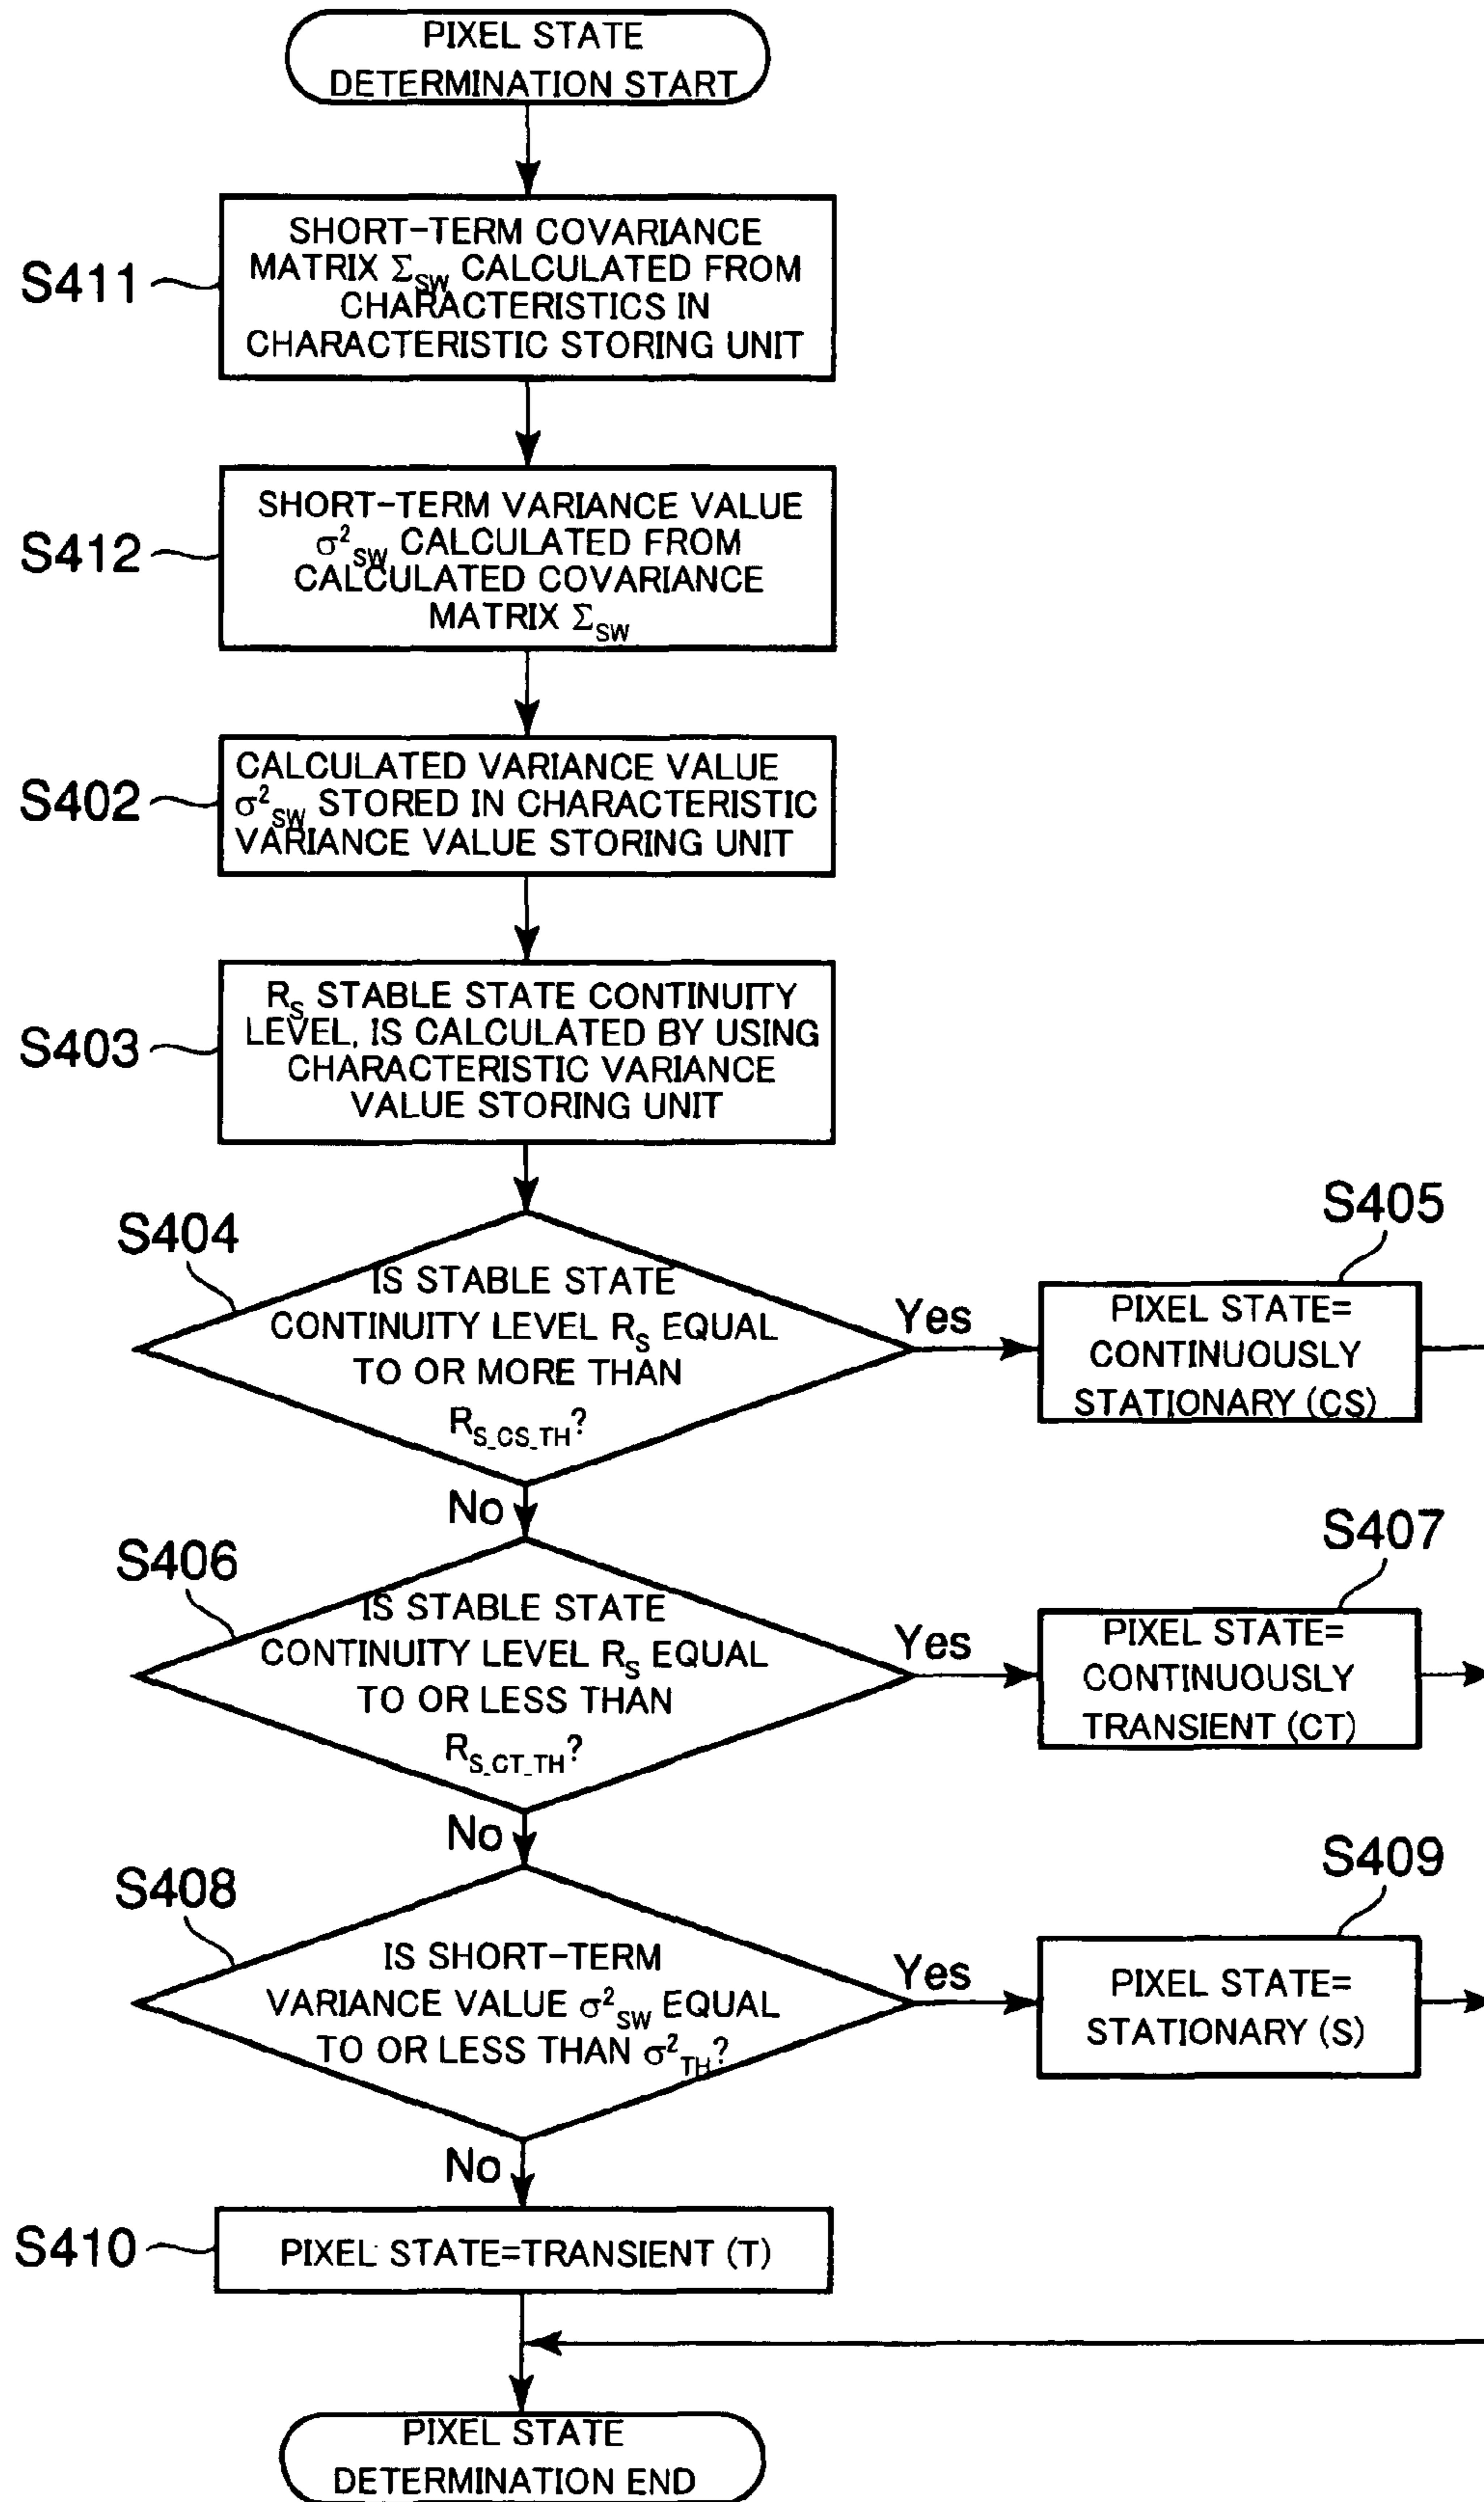 PIXEL STATE
DETERMINATION START
S411
SHORT-TERM COVARIANCE
MATRIX Σ_SW CALCULATED FROM
CHARACTERISTICS IN
CHARACTERISTIC STORING UNIT
S412
SHORT-TERM VARIANCE VALUE
σ²_SW CALCULATED FROM
CALCULATED COVARIANCE
MATRIX Σ_SW
S402
CALCULATED VARIANCE VALUE
σ²_SW STORED IN CHARACTERISTIC
VARIANCE VALUE STORING UNIT
S403
R_S STABLE STATE CONTINUITY
LEVEL, IS CALCULATED BY USING
CHARACTERISTIC VARIANCE
VALUE STORING UNIT
S404
IS STABLE STATE
CONTINUITY LEVEL R_S EQUAL
TO OR MORE THAN
R_S_CS_TH?
Yes
S405
PIXEL STATE=
CONTINUOUSLY
STATIONARY (CS)
No
S406
IS STABLE STATE
CONTINUITY LEVEL R_S EQUAL
TO OR LESS THAN
R_S_CT_TH?
Yes
S407
PIXEL STATE=
CONTINUOUSLY
TRANSIENT (CT)
No
S408
IS SHORT-TERM
VARIANCE VALUE σ²_SW EQUAL
TO OR LESS THAN σ²_TH?
Yes
S409
PIXEL STATE=
STATIONARY (S)
No
S410
PIXEL STATE=TRANSIENT (T)
PIXEL STATE
DETERMINATION END